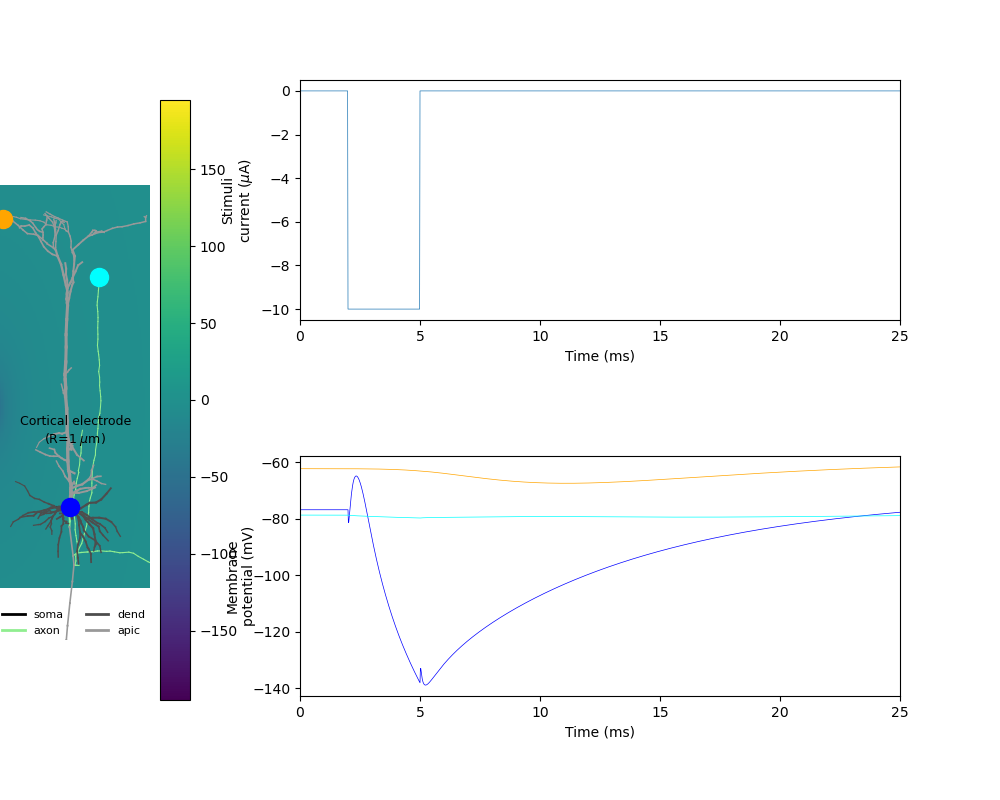 Cortical electrode
(R=1 μm)
soma
dend
axon
apic
150
100
50
0
−50
−100
−150
Stimuli
current (μA)
0
−2
−4
−6
−8
−10
0
5
10
15
20
25
Time (ms)
Membrane
potential (mV)
−60
−80
−100
−120
−140
0
5
10
15
20
25
Time (ms)